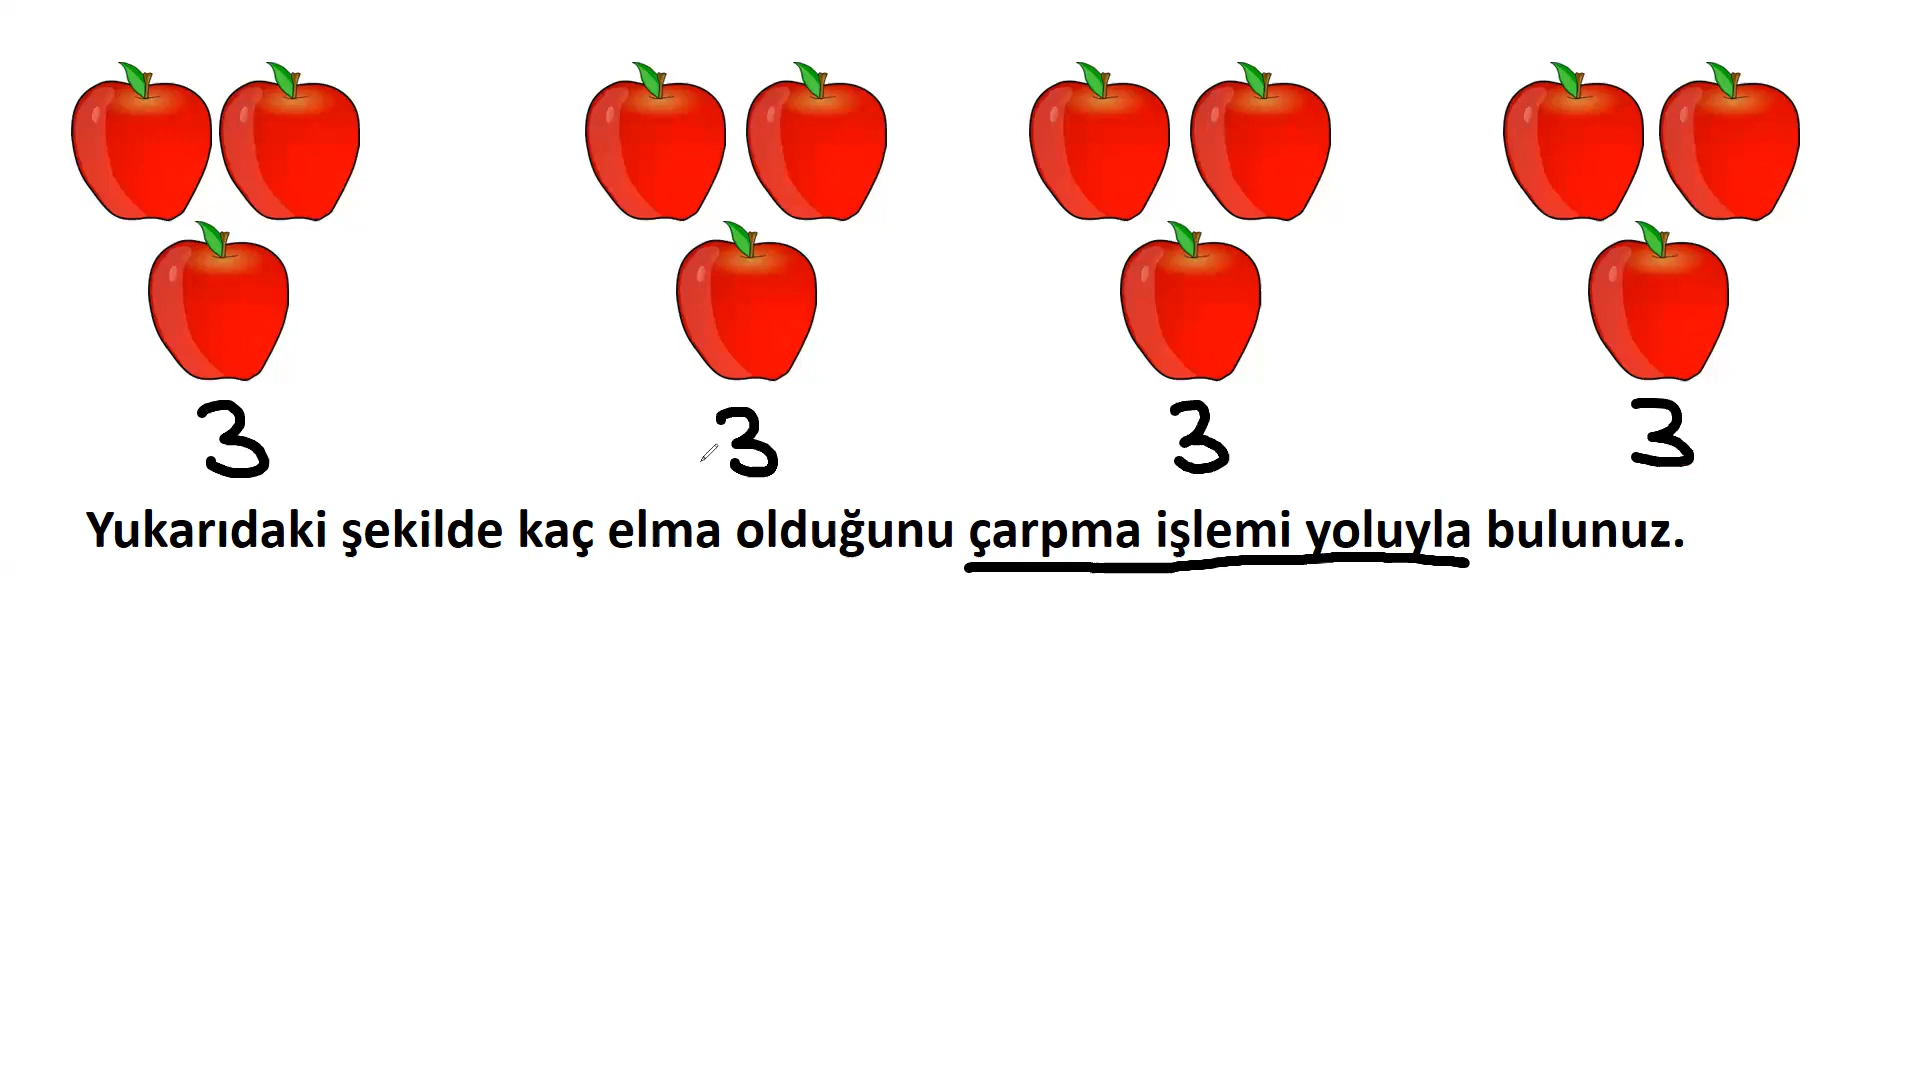 3 3 3 3
Yukarıdaki şekilde kaç elma olduğunu çarpma işlemi yoluyla bulunuz.